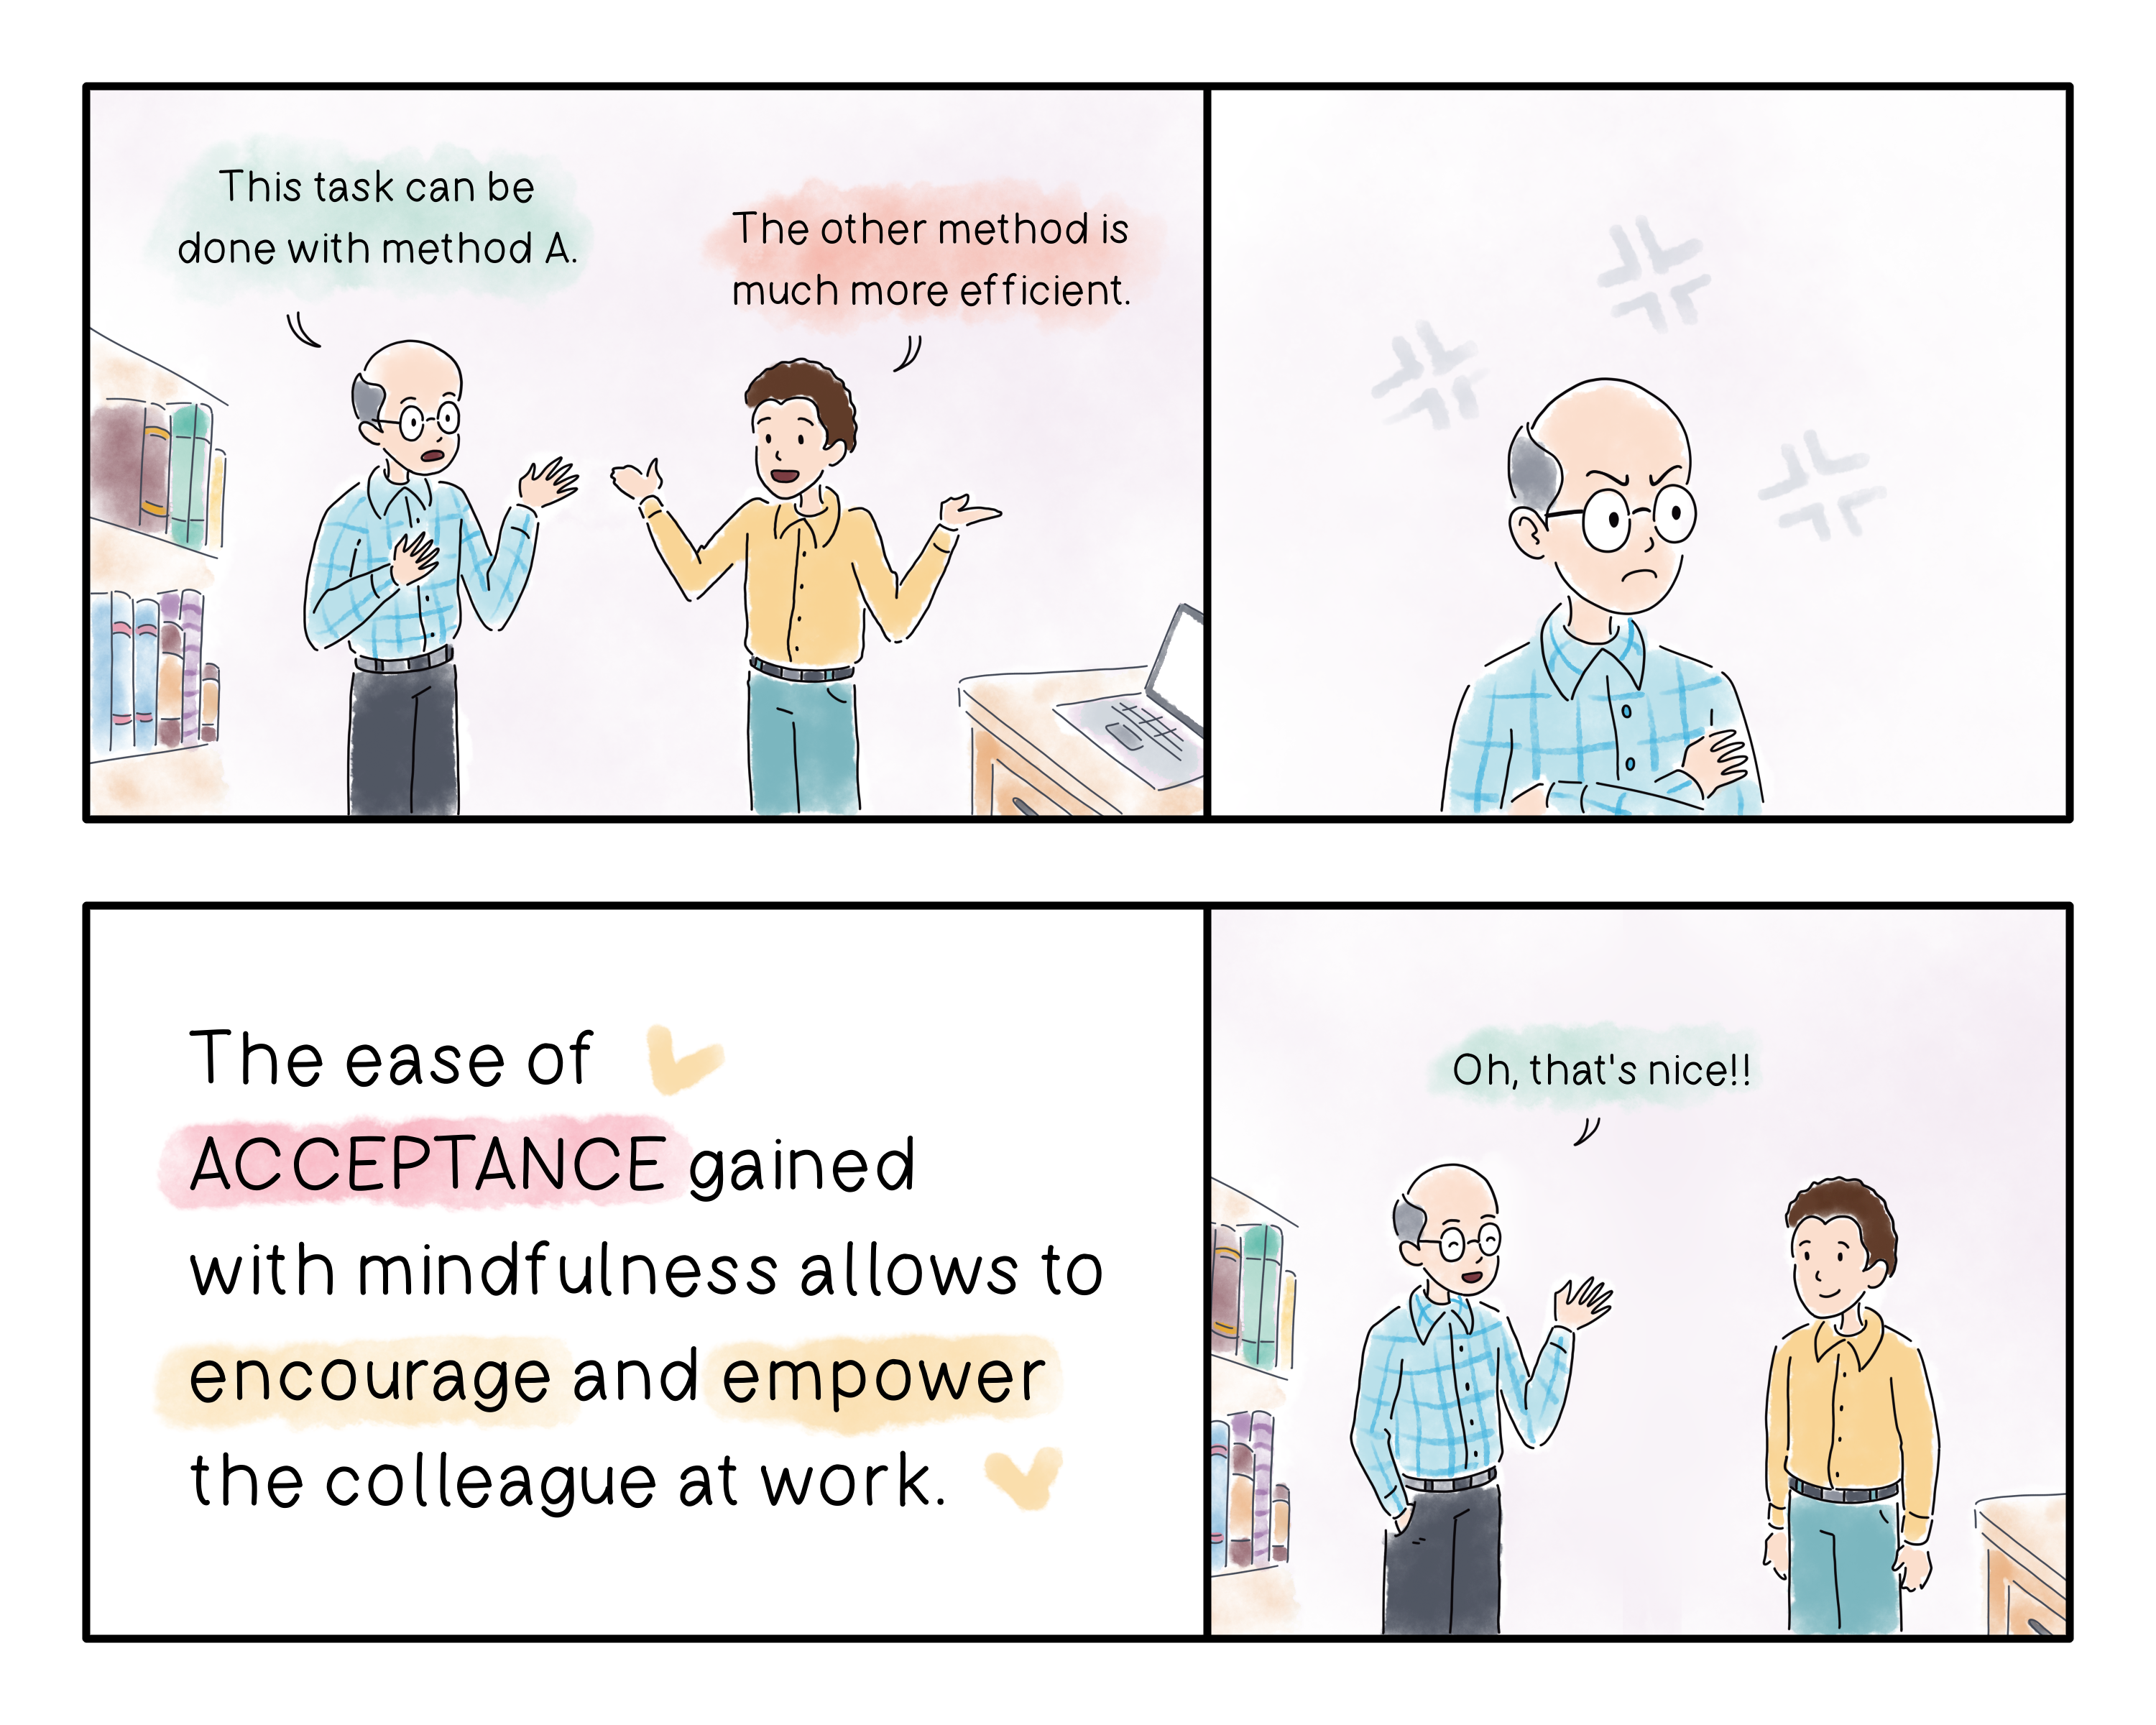 This task can be
done with method A.
The other method is
much more efficient.
The ease of
ACCEPTANCE gained
with mindfulness allows to
encourage and empower
the colleague at work.
Oh, that's nice!!